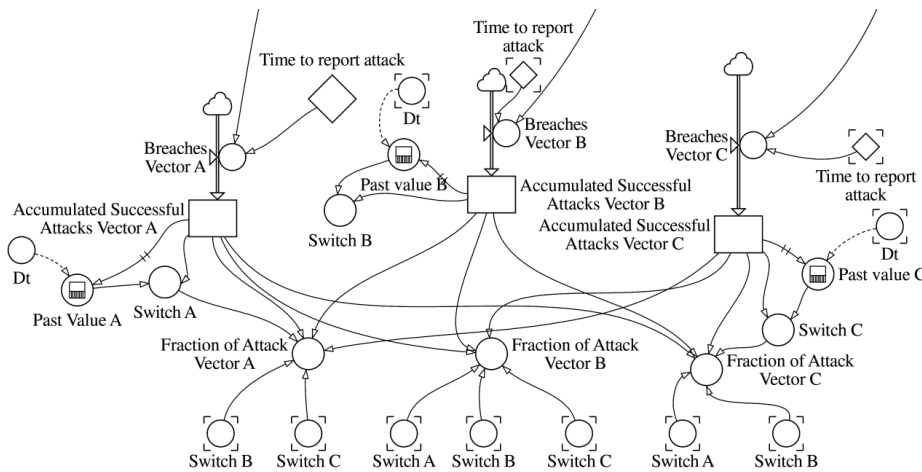 Time to report
attack
Time to report attack
Dt
Breaches
Vector A
Breaches
Vector B
Breaches
Vector C
Time to report
attack
Past value B
Accumulated Successful
Attacks Vector A
Accumulated Successful
Attacks Vector B
Accumulated Successful
Attacks Vector C
Switch B
Dt
Dt
Past value C
Past Value A
Switch A
Switch C
Fraction of Attack
Vector A
Fraction of Attack
Vector B
Fraction of Attack
Vector C
Switch B
Switch C
Switch A
Switch B
Switch C
Switch A
Switch B